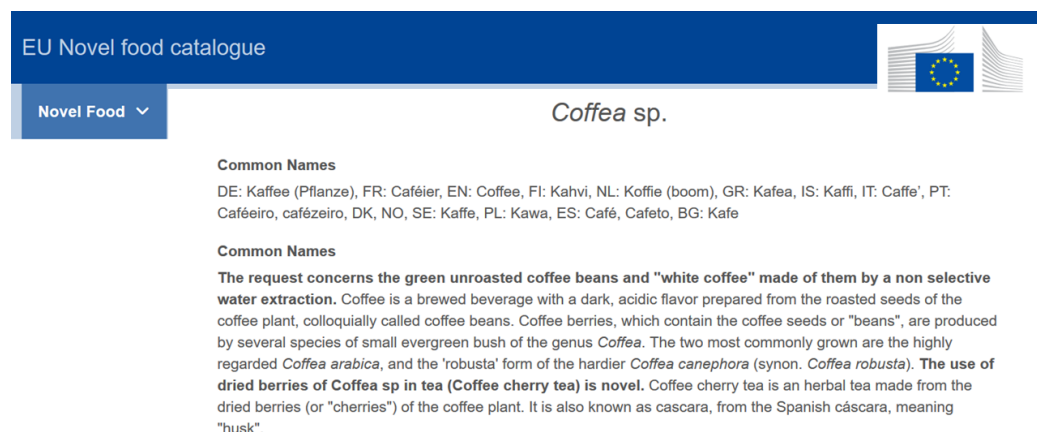 EU Novel food catalogue
Novel Food
Coffea sp.
Common Names
DE: Kaffee (Pflanze), FR: Caféier, EN: Coffee, FI: Kahvi, NL: Koffie (boom), GR: Kafea, IS: Kaffi, IT: Caffe’, PT:
Caféeiro, cafézeiro, DK, NO, SE: Kaffe, PL: Kawa, ES: Café, Cafeto, BG: Kafe
Common Names
The request concerns the green unroasted coffee beans and "white coffee" made of them by a non selective
water extraction. Coffee is a brewed beverage with a dark, acidic flavor prepared from the roasted seeds of the
coffee plant, colloquially called coffee beans. Coffee berries, which contain the coffee seeds or "beans", are produced
by several species of small evergreen bush of the genus Coffea. The two most commonly grown are the highly
regarded Coffea arabica, and the 'robusta' form of the hardier Coffea canephora (synon. Coffea robusta). The use of
dried berries of Coffea sp in tea (Coffee cherry tea) is novel. Coffee cherry tea is an herbal tea made from the
dried berries (or "cherries") of the coffee plant. It is also known as cascara, from the Spanish cáscara, meaning
"husk".